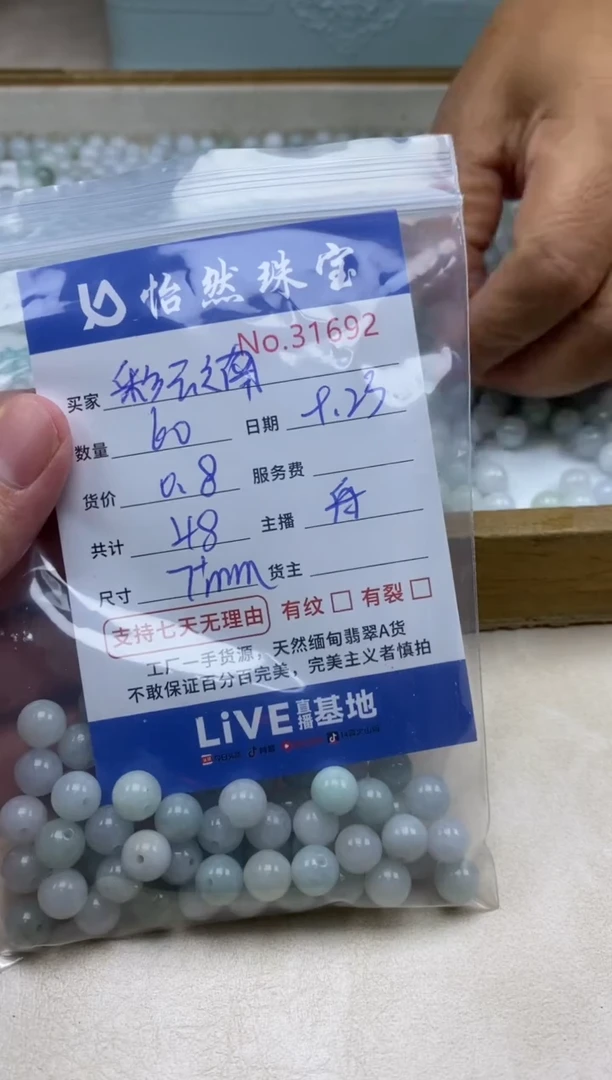 怡然珠宝
No.31692
买家 彩云之南
数量 60 日期
货价 0.8 服务费
共计 48 主播 舟
尺寸 7+mm 货主
支持七天无理由 有纹 □ 有裂 □
工厂一手货源，天然缅甸翡翠A货
不敢保证百分百完美，完美主义者慎拍
LiVE直播基地